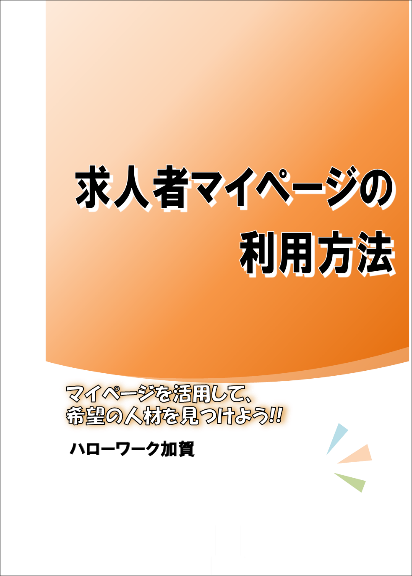 求人者マイページの
利用方法
マイページを活用して、
希望の人材を見つけよう!!
ハローワーク加賀